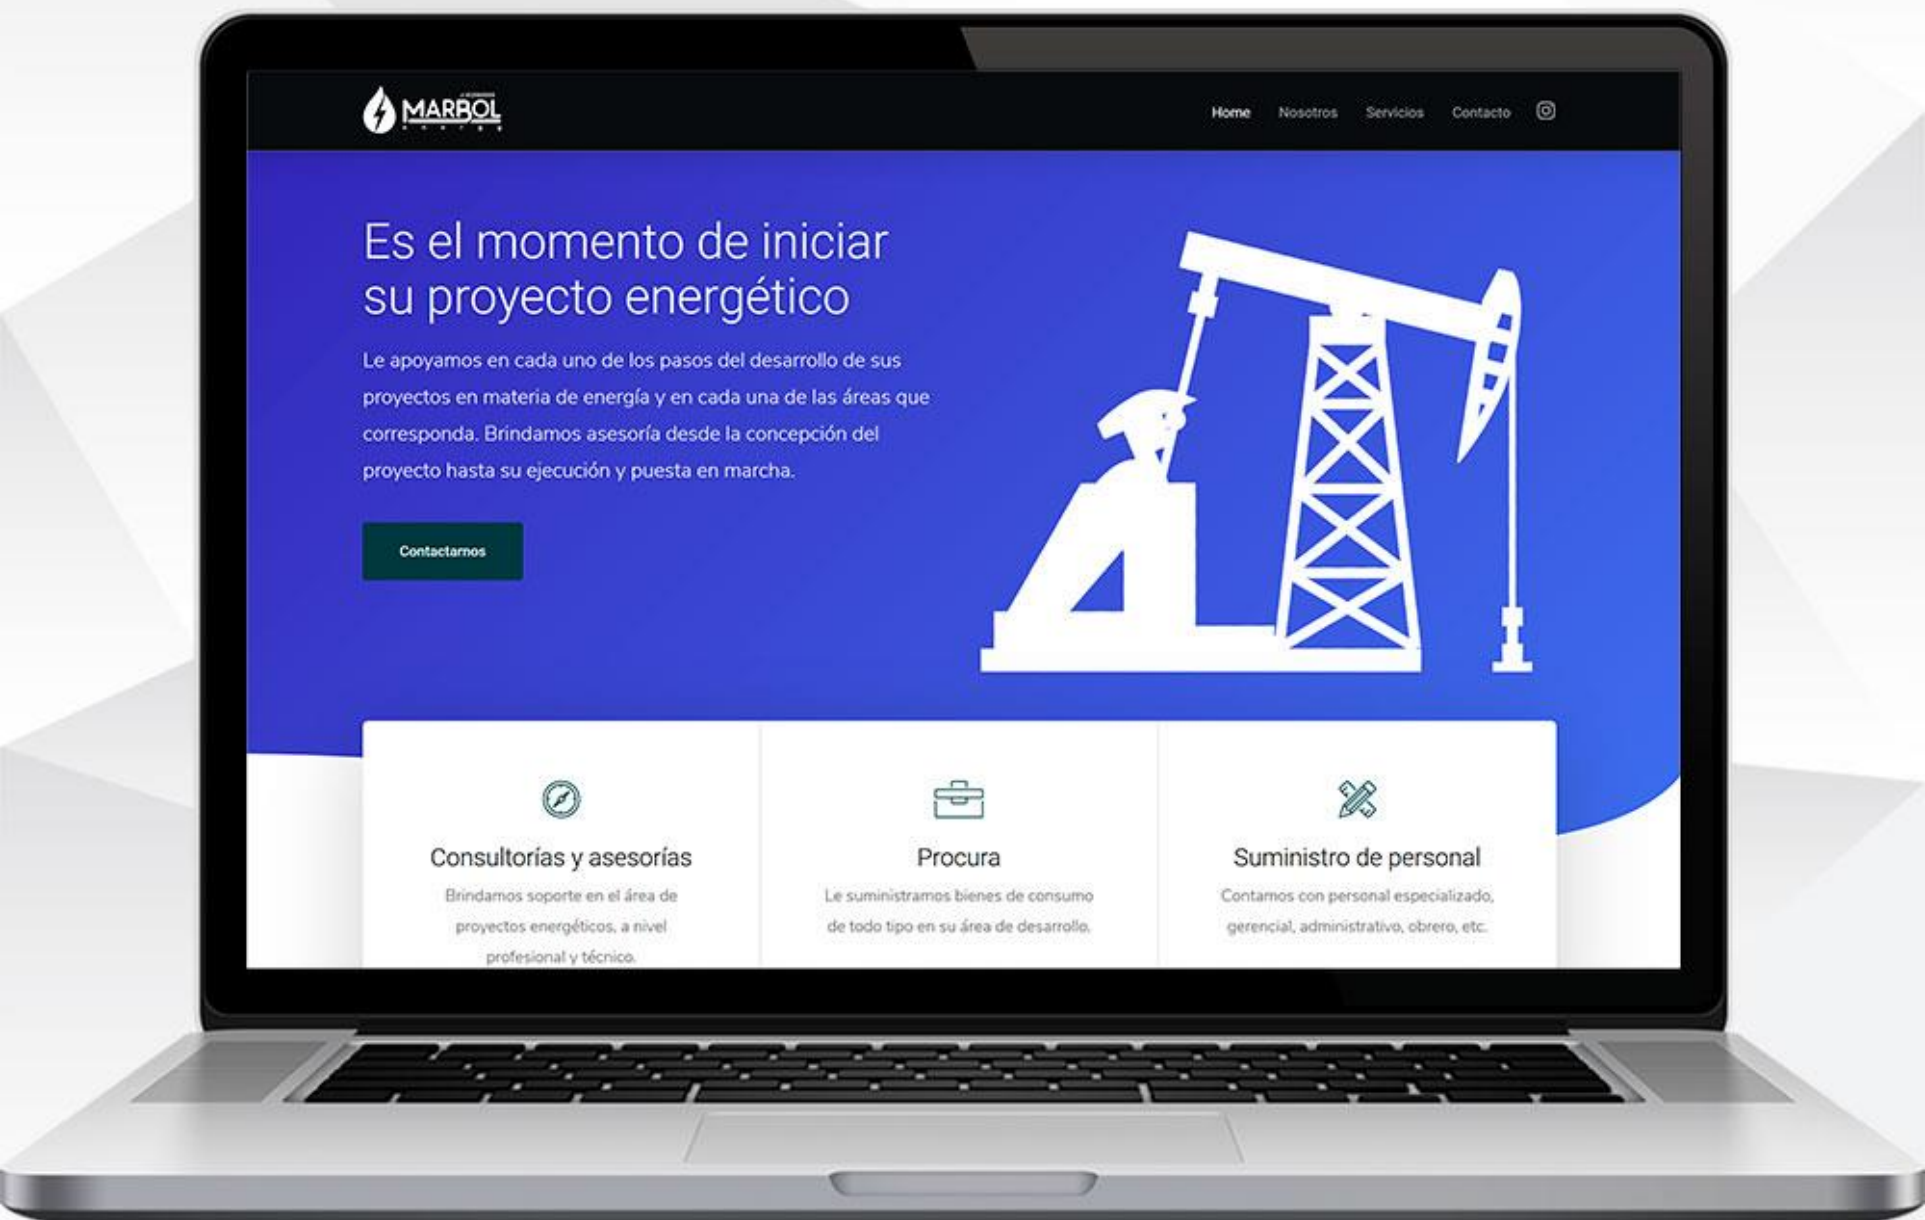 MARBOL
energy
Home Nosotros Servicios Contacto
Es el momento de iniciar
su proyecto energético
Le apoyamos en cada uno de los pasos del desarrollo de sus
proyectos en materia de energía y en cada una de las áreas que
corresponda. Brindamos asesoría desde la concepción del
proyecto hasta su ejecución y puesta en marcha.
Contactarnos
Consultorías y asesorías
Brindamos soporte en el área de
proyectos energéticos, a nivel
profesional y técnico.
Procura
Le suministramos bienes de consumo
de todo tipo en su área de desarrollo.
Suministro de personal
Contamos con personal especializado,
gerencial, administrativo, obrero, etc.